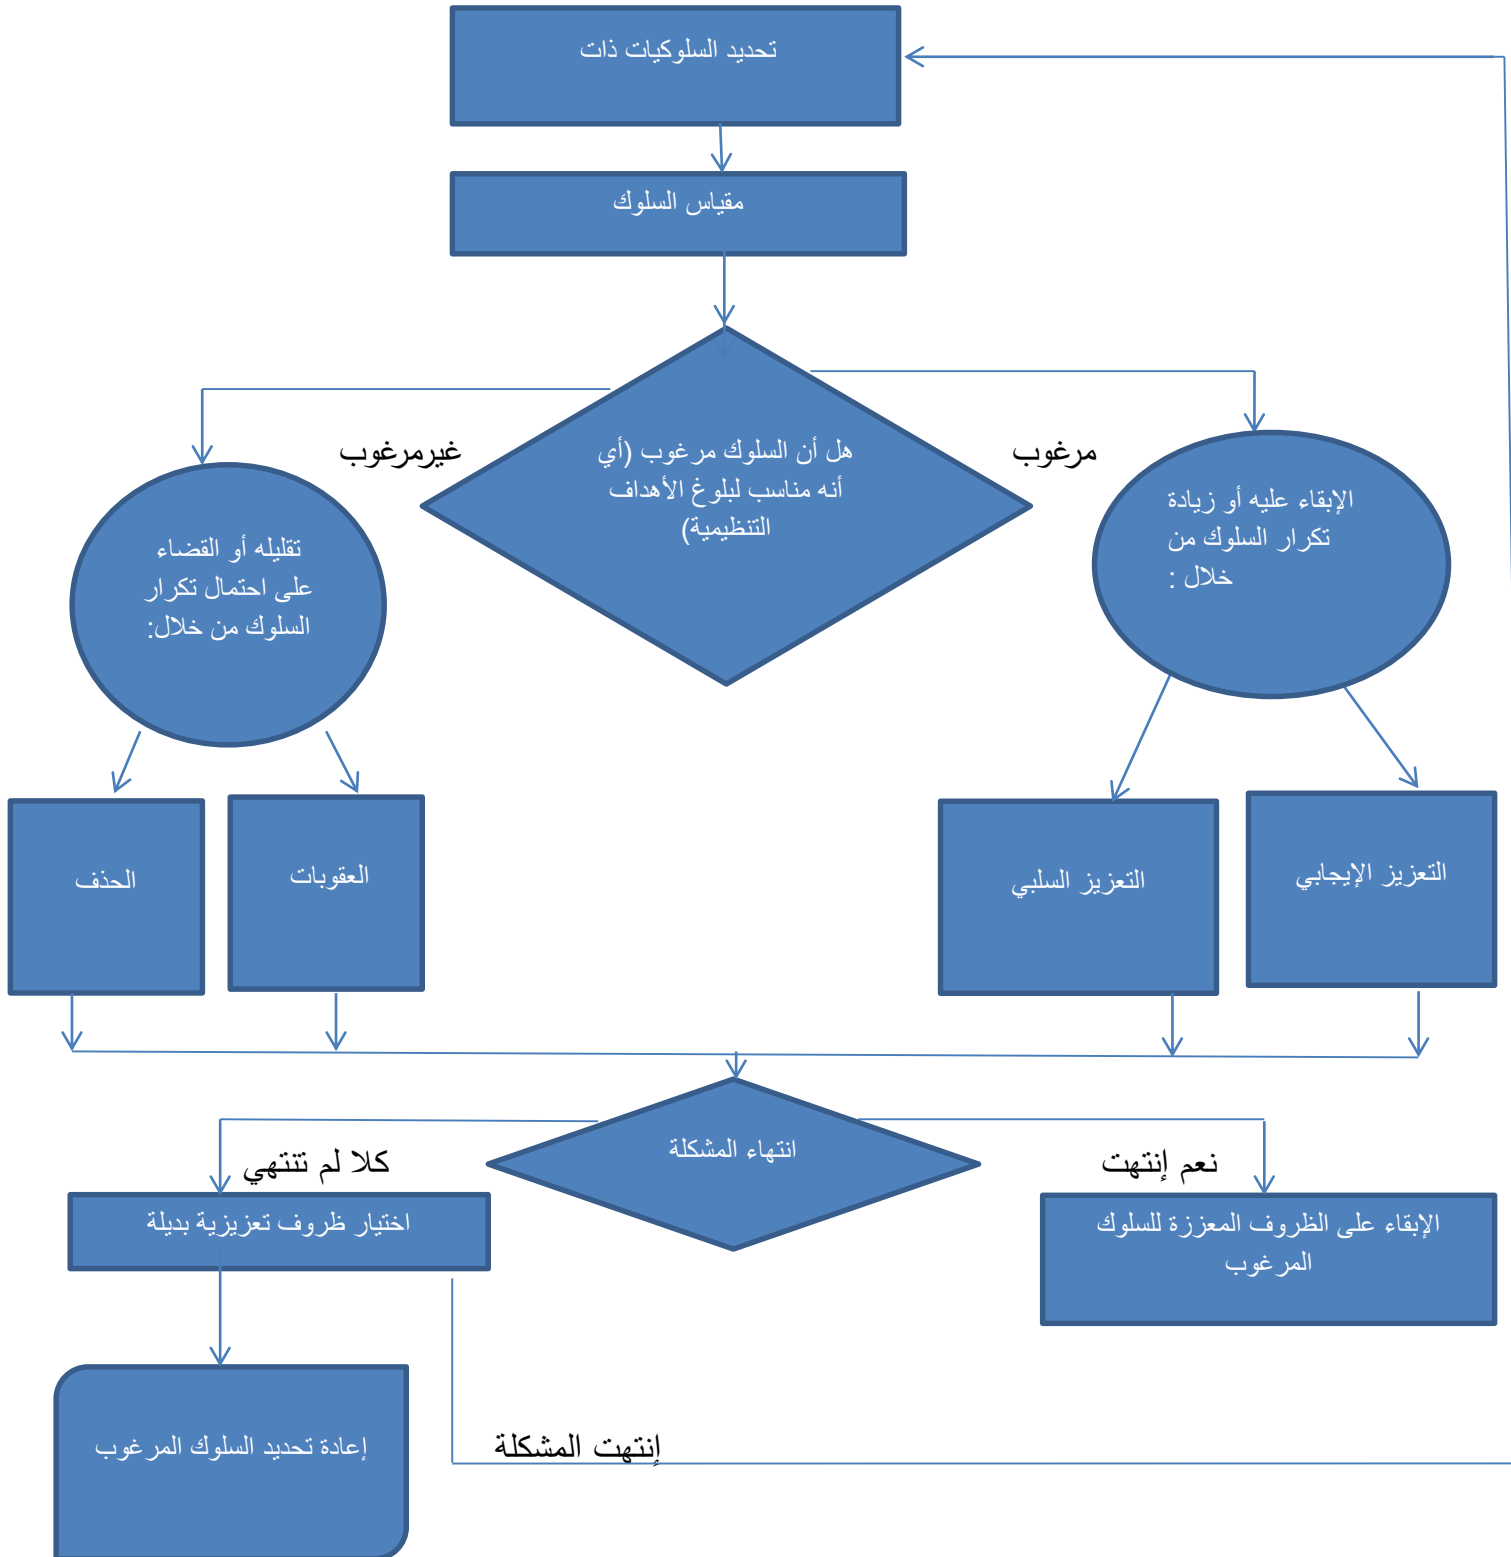 تحديد السلوكيات ذات
مقياس السلوك
هل أن السلوك مرغوب (أي
أنه مناسب لبلوغ الأهداف
التنظيمية)
مرغوب
غيرمرغوب
الإبقاء عليه أو زيادة
تكرار السلوك من
خلال :
تقليله أو القضاء
على احتمال تكرار
السلوك من خلال:
التعزيز الإيجابي
التعزيز السلبي
العقوبات
الحذف
انتهاء المشكلة
نعم إنتهت
كلا لم تنتهي
الإبقاء على الظروف المعززة للسلوك
المرغوب
اختيار ظروف تعزيزية بديلة
إنتهت المشكلة
إعادة تحديد السلوك المرغوب